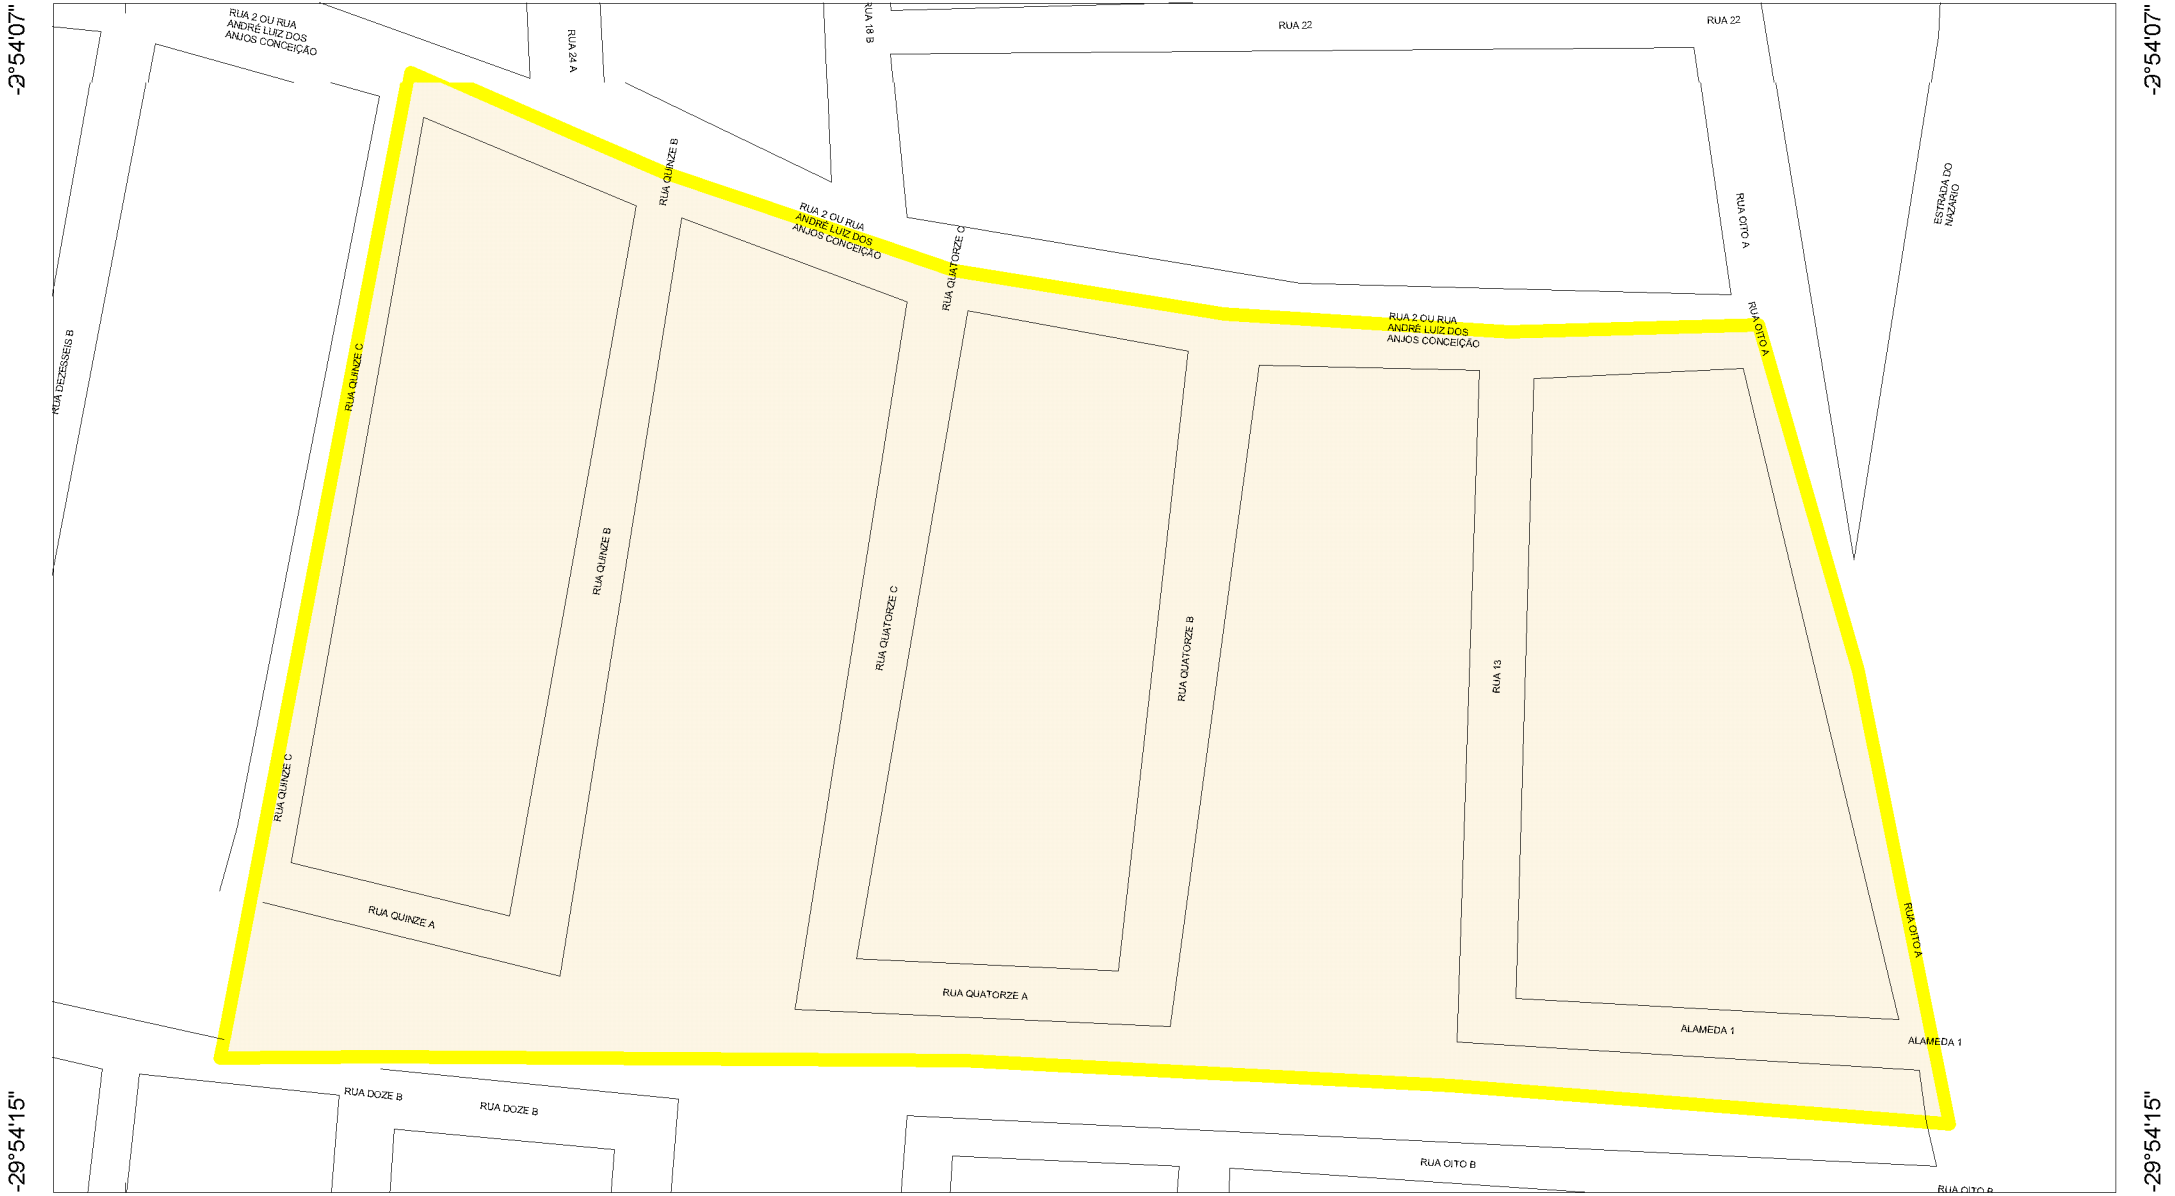 RUA 2 OU RUA
ANDRÉ LUIZ DOS
ANJOS CONCEIÇÃO
RUA 24 A
RUA 18 B
RUA 22
RUA 22
-29°54'07"
-29°54'07"
RUA QUINZE B
RUA 2 OU RUA
ANDRÉ LUIZ DOS
ANJOS CONCEIÇÃO
RUA QUATORZE C
RUA OITO A
ESTRADA DO
NAZARIO
RUA 2 OU RUA
ANDRÉ LUIZ DOS
ANJOS CONCEIÇÃO
RUA OITO A
RUA DEZESSEIS B
RUA QUINZE C
RUA QUINZE B
RUA QUATORZE C
RUA QUATORZE B
RUA 13
RUA QUINZE C
RUA QUINZE A
RUA QUATORZE A
RUA OITO A
ALAMEDA 1
ALAMEDA 1
RUA DOZE B
RUA DOZE B
RUA OITO B
RUA OITO B
-29°54'15"
-29°54'15"